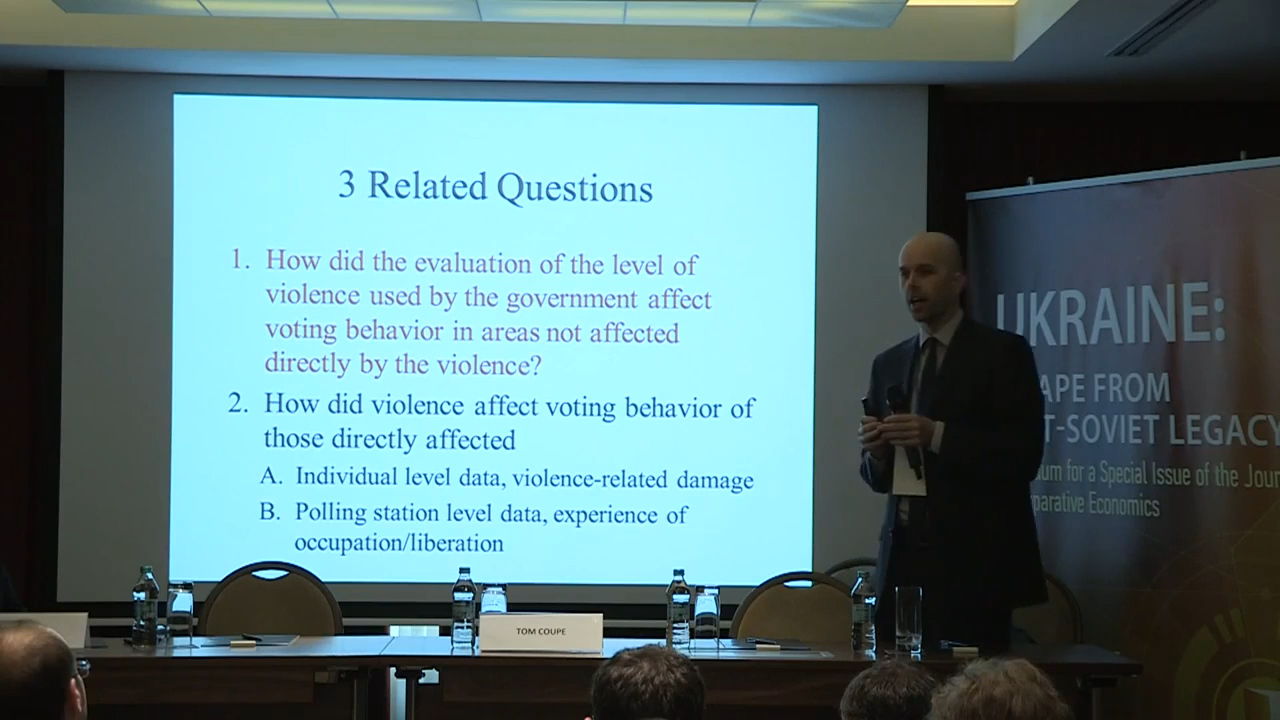 3 Related Questions
1. How did the evaluation of the level of
violence used by the government affect
voting behavior in areas not affected
directly by the violence?
2. How did violence affect voting behavior of
those directly affected
A. Individual level data, violence-related damage
B. Polling station level data, experience of
occupation/liberation
TOM COUPE
UKRAINE:
APE FROM
T-SOVIET LEGACY
um for a Special Issue of the Jour
parative Economics